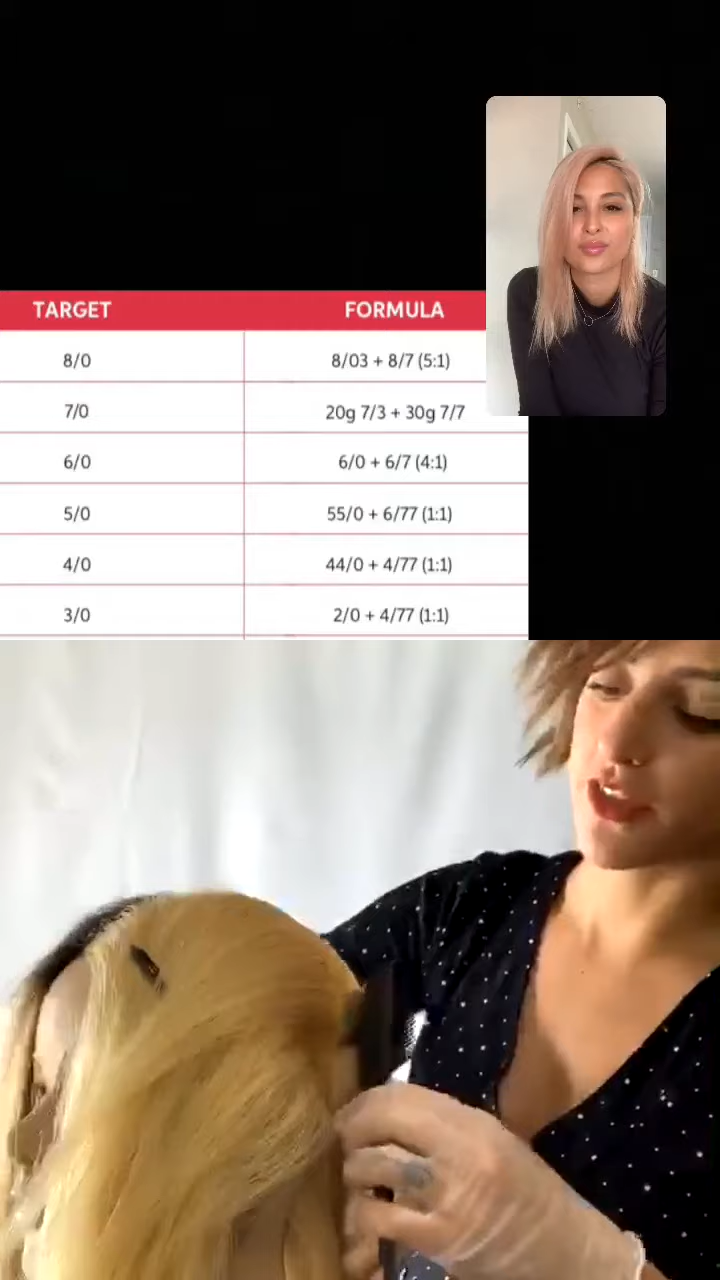 TARGET FORMULA
8/0 8/03 + 8/7 (5:1)
7/0 20g 7/3 + 30g 7/7
6/0 6/0 + 6/7 (4:1)
5/0 55/0 + 6/77 (1:1)
4/0 44/0 + 4/77 (1:1)
3/0 2/0 + 4/77 (1:1)